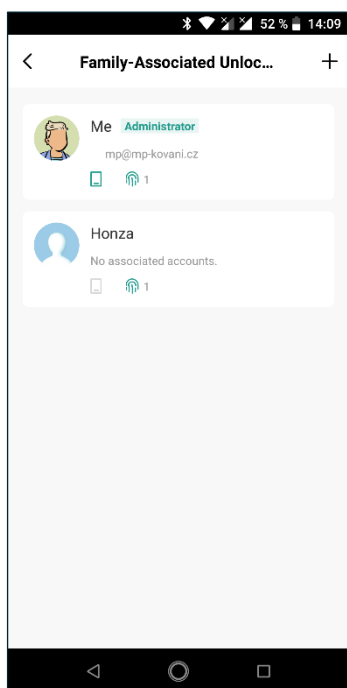 52 % 14:09
Family-Associated Unloc...
Me Administrator
mp@mp-kovani.cz
1
Honza
No associated accounts.
1